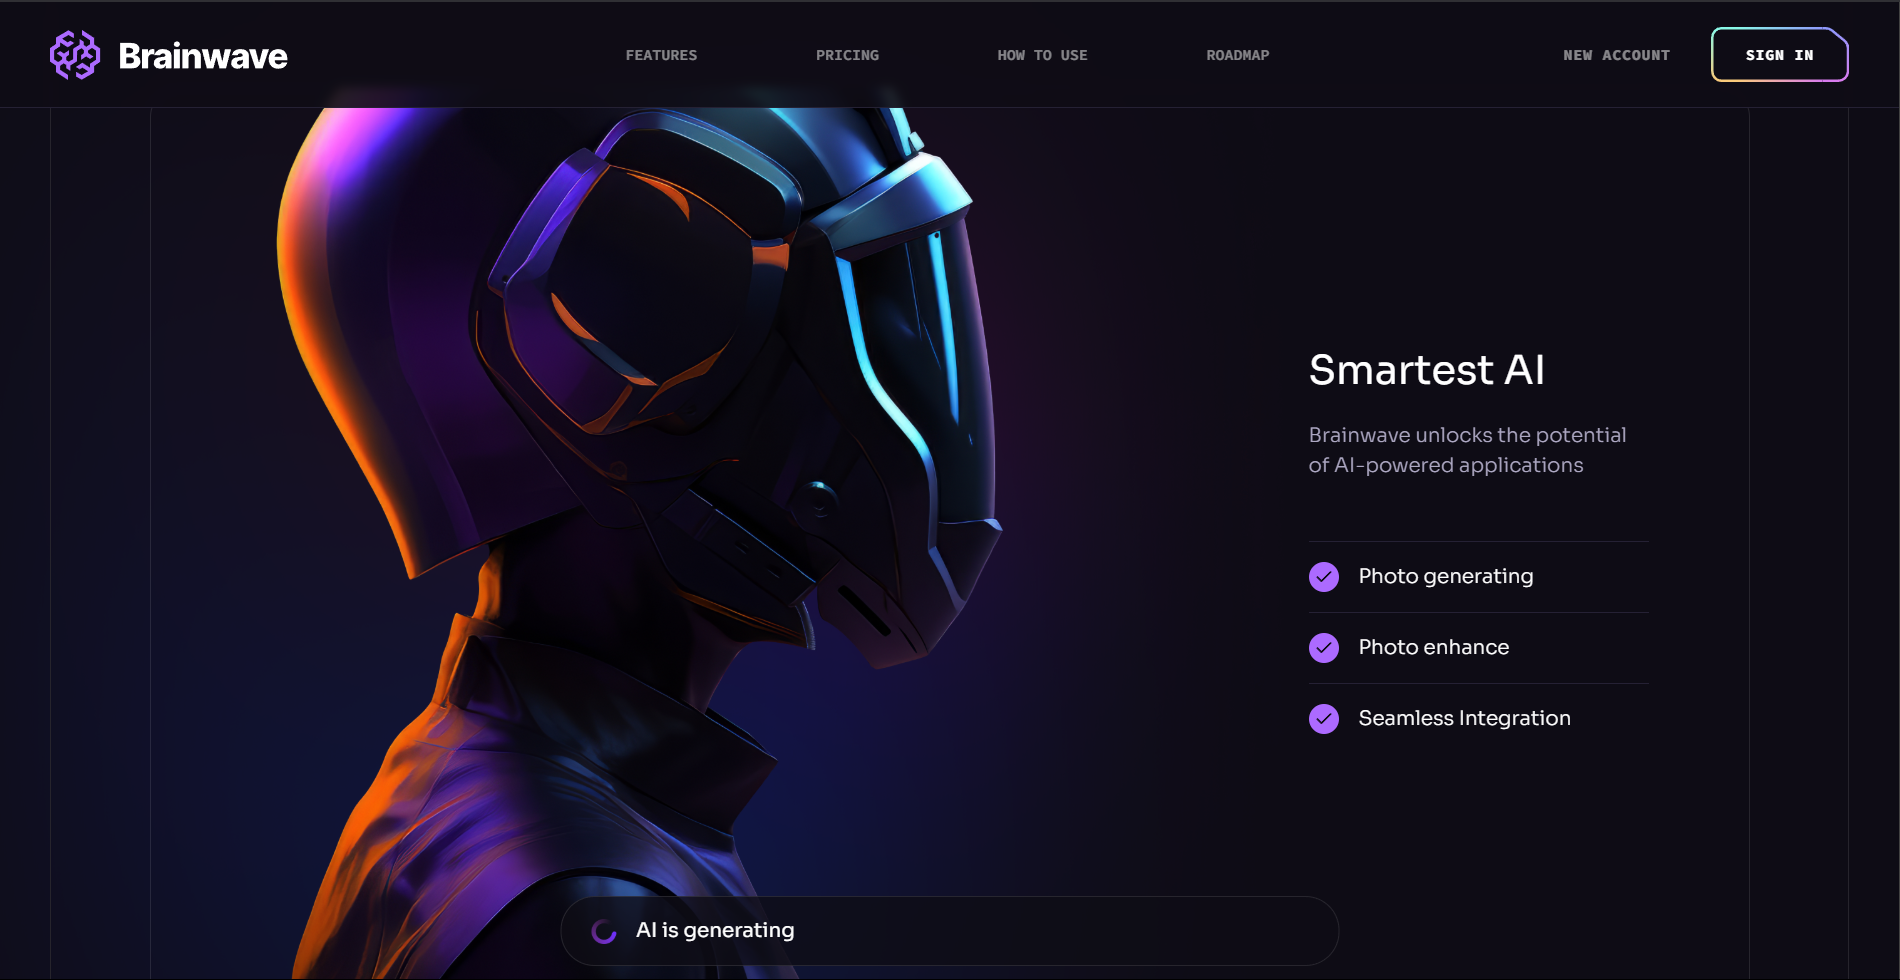 Brainwave
FEATURES
PRICING
HOW TO USE
ROADMAP
NEW ACCOUNT
SIGN IN
Smartest AI
Brainwave unlocks the potential
of AI-powered applications
Photo generating
Photo enhance
Seamless Integration
AI is generating